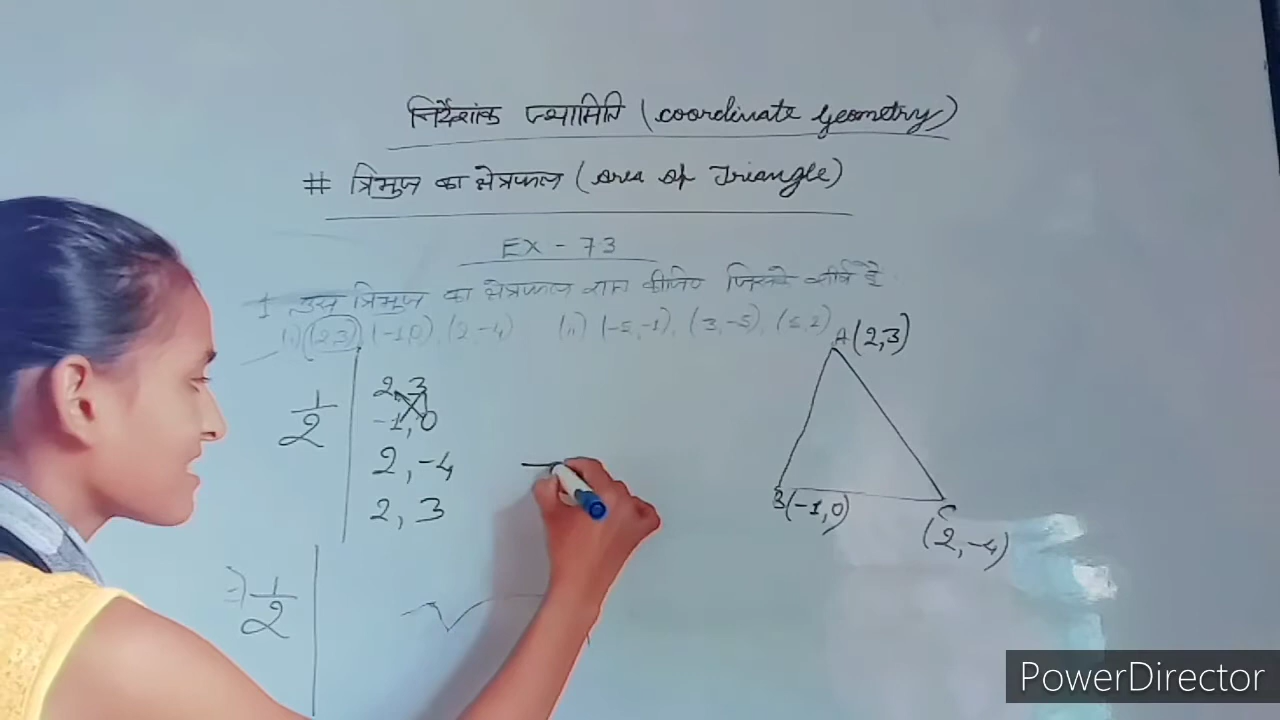 निर्देशांक ज्यामिति (coordinate Geometry)
# त्रिभुज का क्षेत्रफल (Area of Triangle)
EX - 73
1 उस त्रिभुज का क्षेत्रफल ज्ञात कीजिए जिसके शीर्ष है
(i) (2,3) (-1,0), (2,-4) (ii) (-5,-1), (3,-5), (5,2)
A(2,3)
1/2
2,3
-1,0
2,-4
2,3
B(-1,0)
C
(2,-4)
=) 1/2
PowerDirector